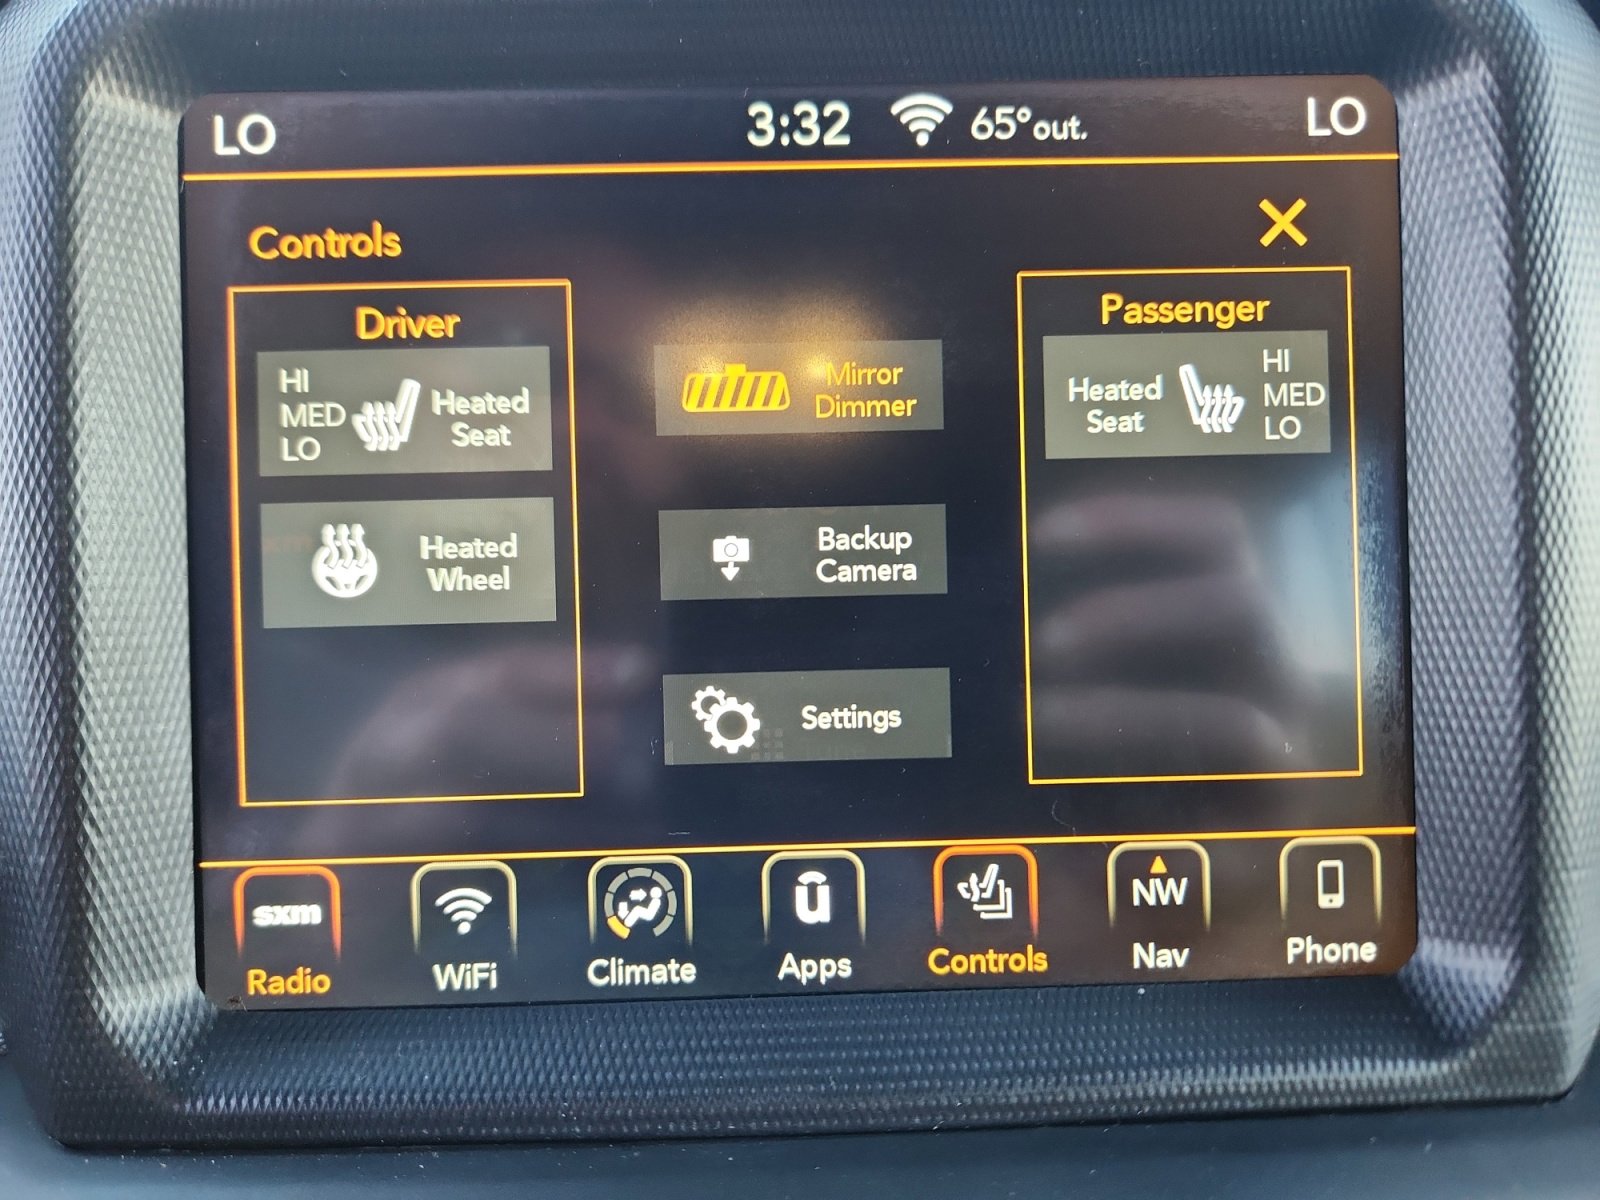 LO
3:32
65° out.
LO
Controls
X
Driver
HI
MED
LO
Heated
Seat
Heated
Wheel
Mirror
Dimmer
Backup
Camera
Settings
Passenger
Heated
Seat
HI
MED
LO
sxm
Radio
WiFi
Climate
u
Apps
Controls
NW
Nav
Phone